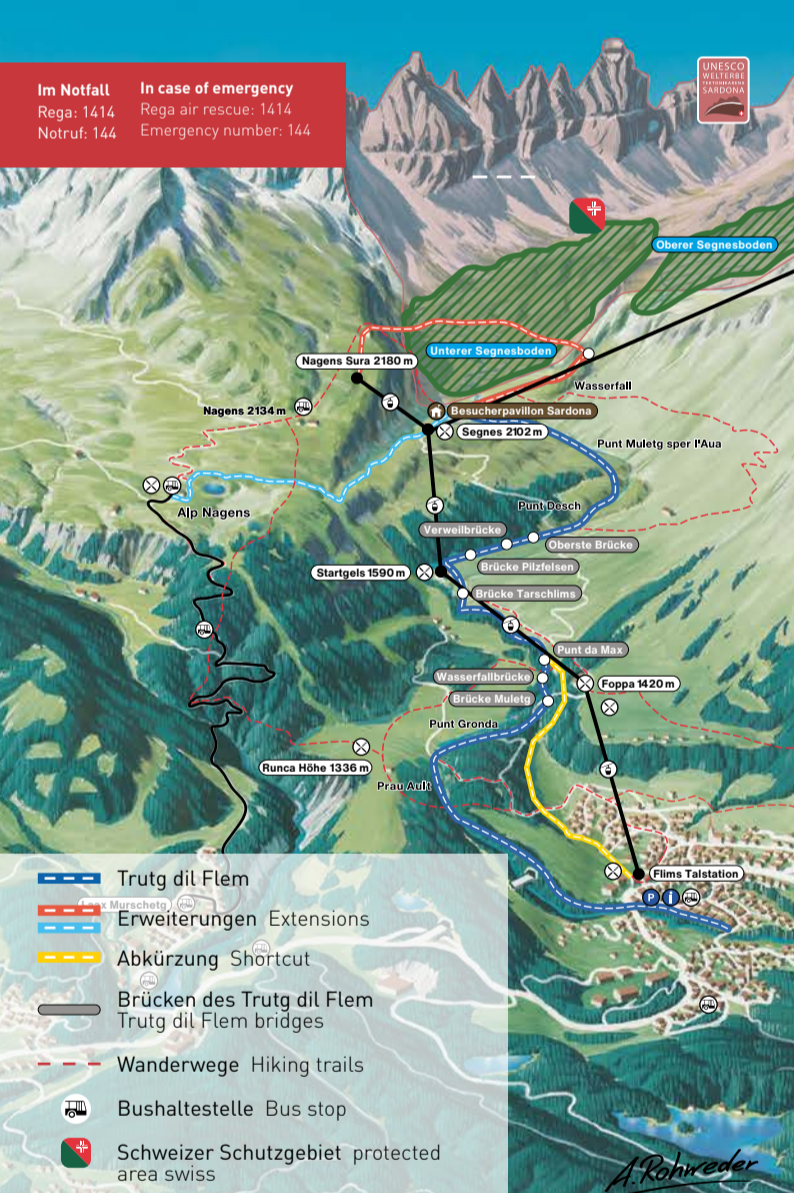 Im Notfall
Rega: 1414
Notruf: 144
In case of emergency
Rega air rescue: 1414
Emergency number: 144
UNESCO
WELTERBE
TEKTONIKARENA
SARDONA
Oberer Segnesboden
Unterer Segnesboden
Nagens Sura 2180 m
Wasserfall
Nagens 2134 m
Besucherpavillon Sardona
Segnes 2102 m
Punt Muletg sper l'Aua
Alp Nagens
Punt Desch
Verweilbrücke
Oberste Brücke
Brücke Pilzfelsen
Startgels 1590 m
Brücke Tarschlims
Punt da Max
Wasserfallbrücke
Foppa 1420 m
Brücke Muletg
Punt Gronda
Runca Höhe 1336 m
Prau Ault
Flims Talstation
P
i
Trutg dil Flem
Laax Murschetg
Erweiterungen Extensions
Abkürzung Shortcut
Brücken des Trutg dil Flem
Trutg dil Flem bridges
Wanderwege Hiking trails
Bushaltestelle Bus stop
Schweizer Schutzgebiet protected
area swiss
A. Rohweder